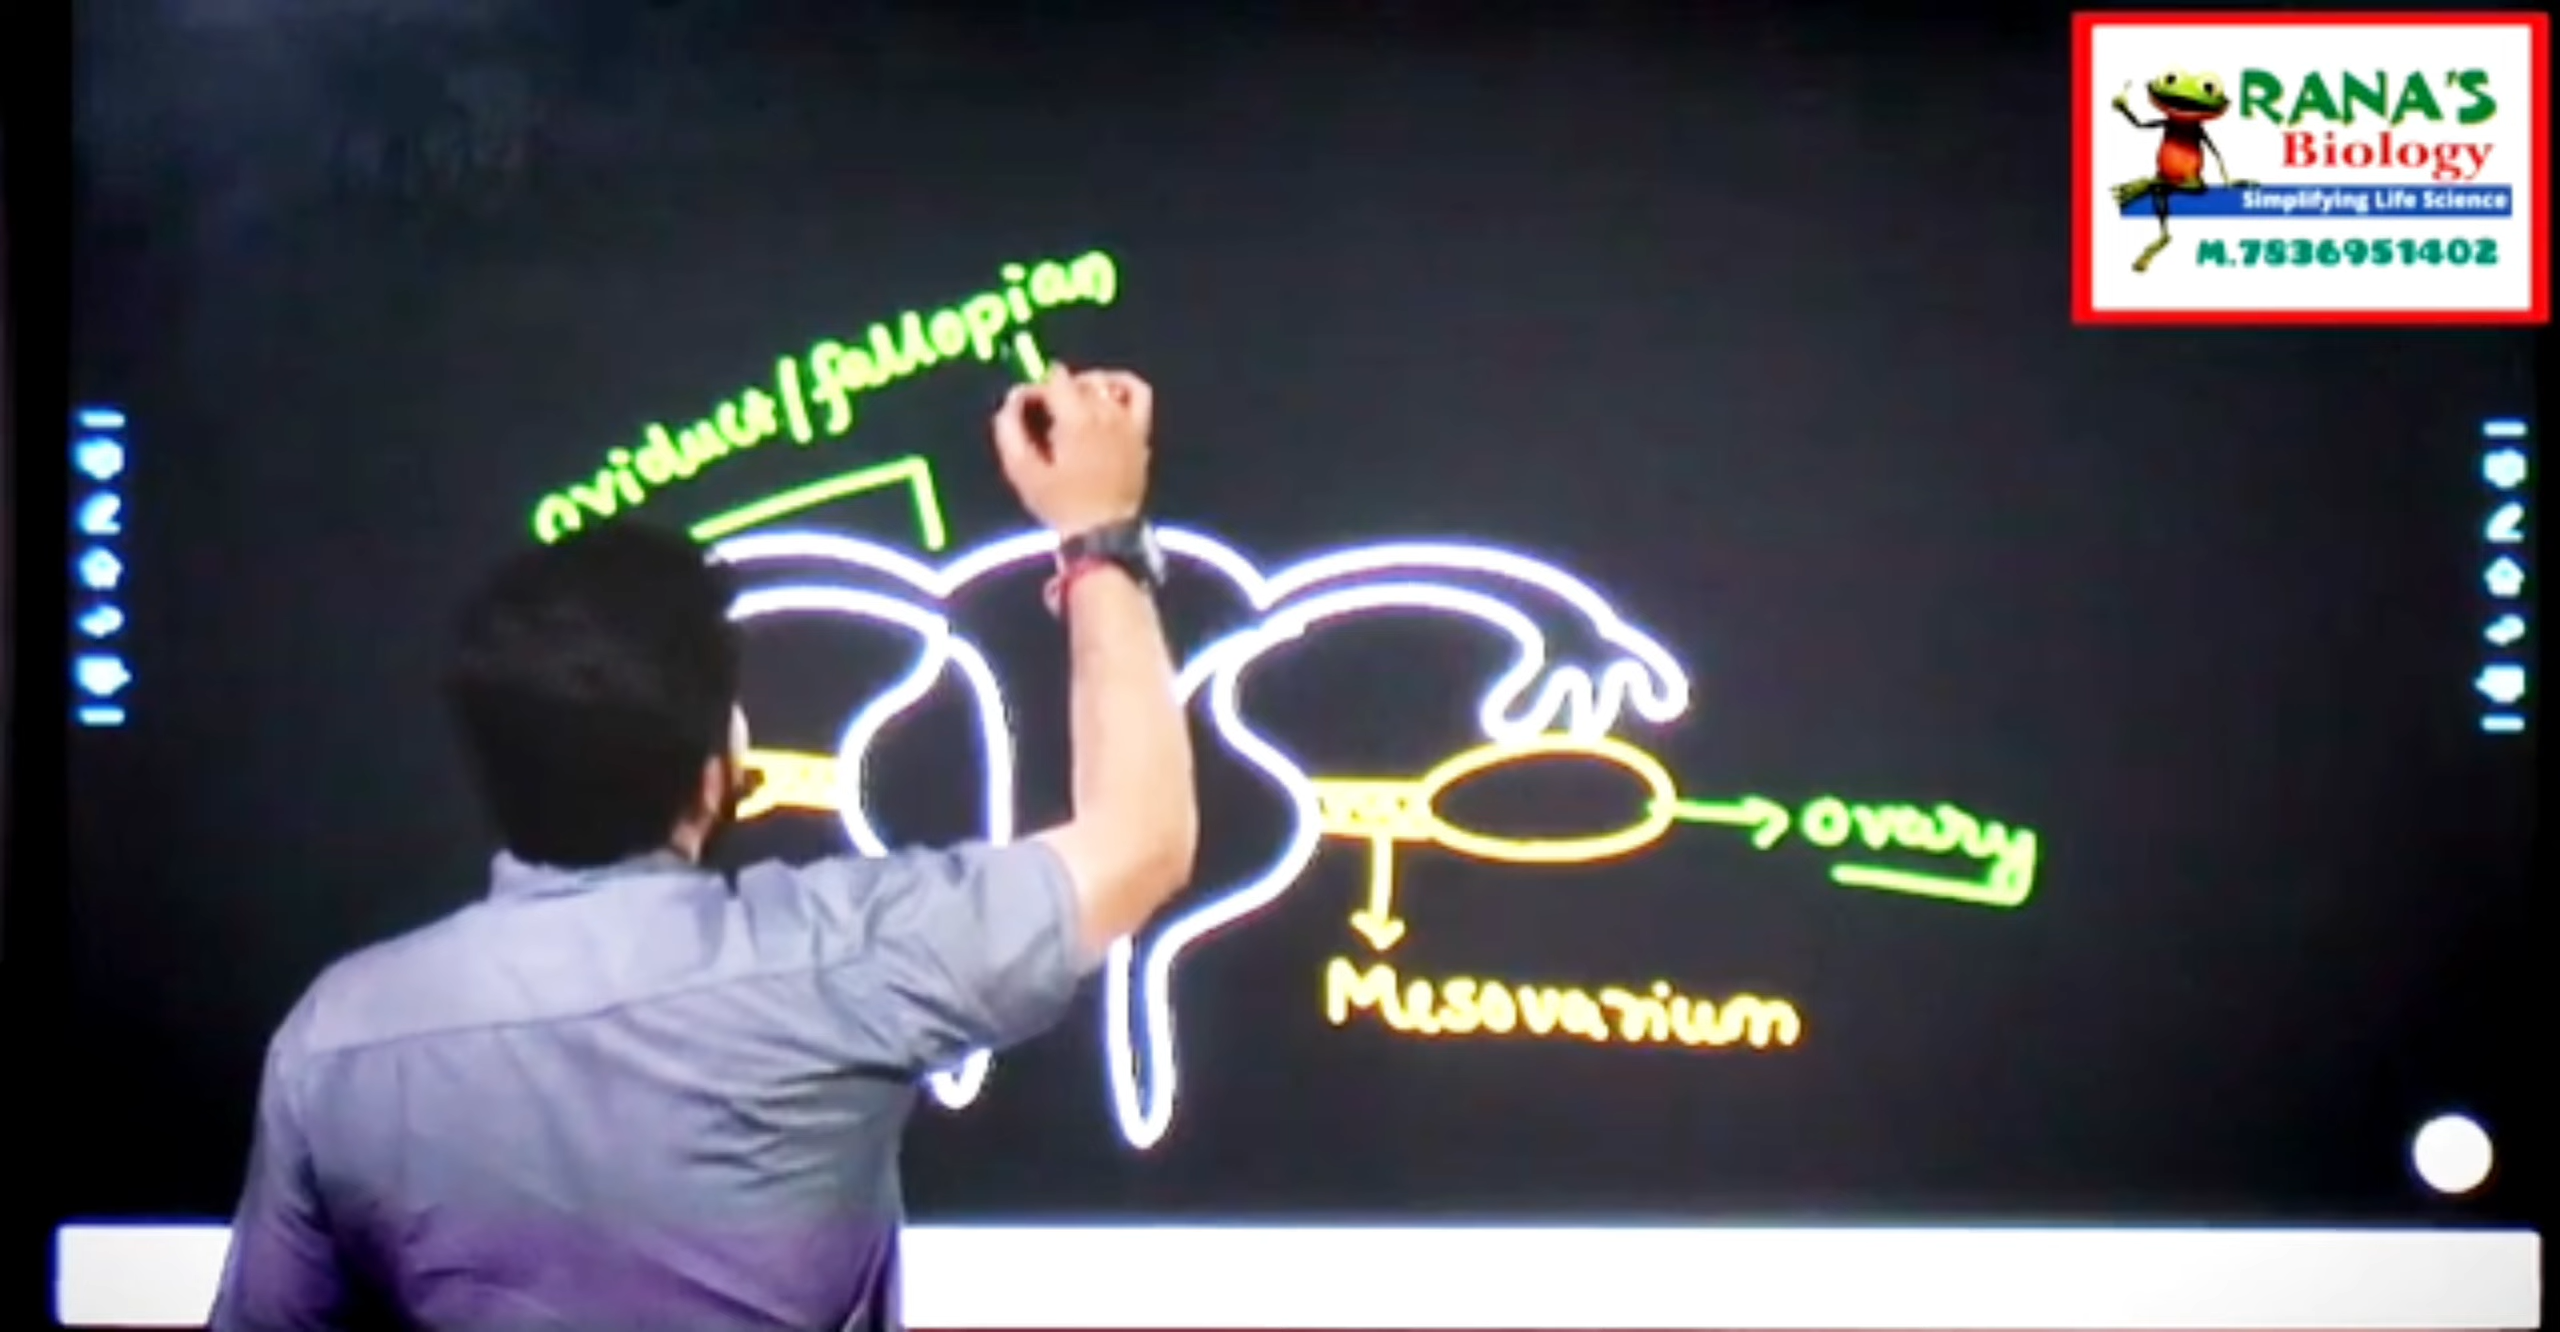 RANA'S
Biology
Simplifying Life Science
M.7836951402
oviduct/fallopian
ovary
Mesovarium